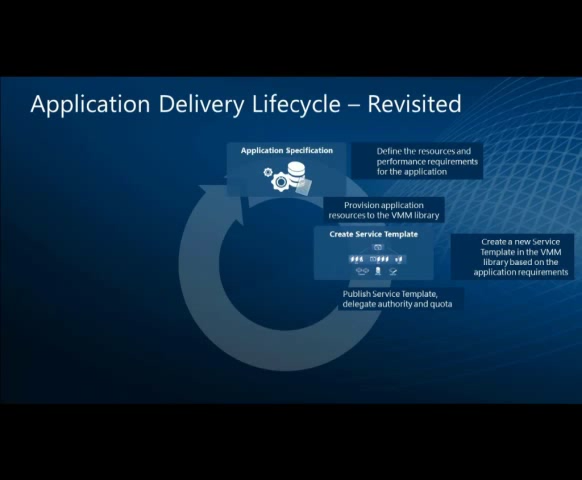 Application Delivery Lifecycle – Revisited
Application Specification
Define the resources and
performance requirements
for the application
Provision application
resources to the VMM library
Create Service Template
Create a new Service
Template in the VMM
library based on the
application requirements
Publish Service Template,
delegate authority and quota